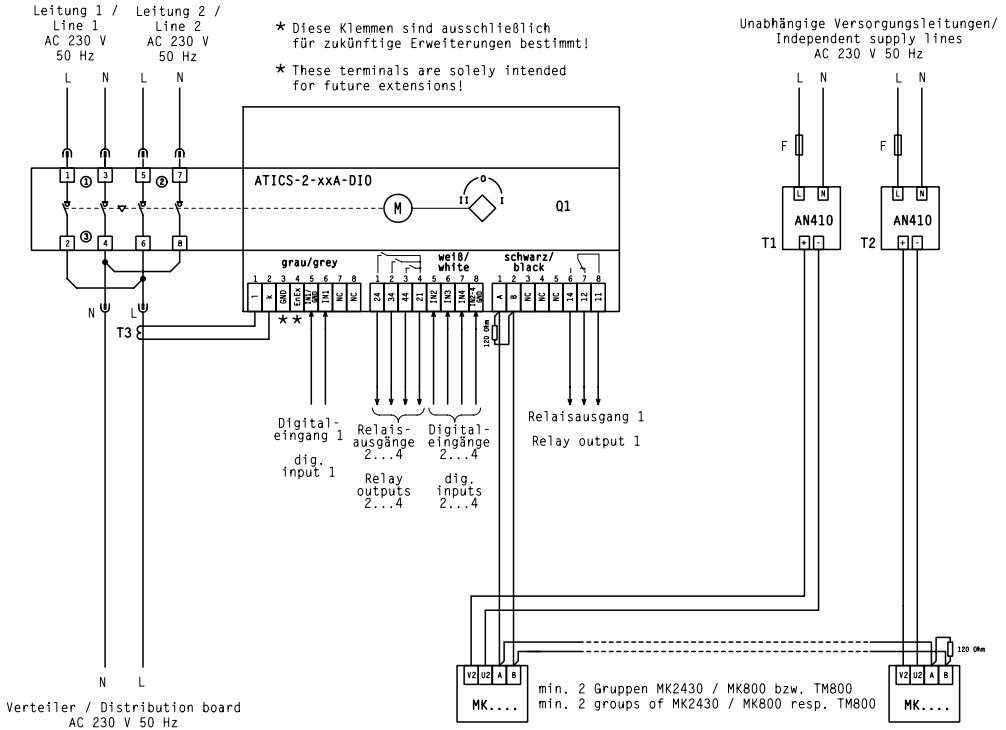 Leitung 1 /
Line 1
AC 230 V
50 Hz
L N
Leitung 2 /
Line 2
AC 230 V
50 Hz
L N
* Diese Klemmen sind ausschließlich
für zukünftige Erweiterungen bestimmt!
* These terminals are solely intended
for future extensions!
Unabhängige Versorgungsleitungen/
Independent supply lines
AC 230 V 50 Hz
L N L N
F F
1 3 5 7
① ②
ATICS-2-xxA-DIO
M
II 0 I
Q1
③
2 4 6 8
L N
AN410
T1
+ -
L N
AN410
T2
+ -
grau/grey
1 2 3 4 5 6 7 8
l k GND EnEx IN1/GND IN1 NC NC
* *
weiß/
white
1 2 3 4 5 6 7 8
24 34 44 21 IN2 IN3 IN4 IN2-4 GND
schwarz/
black
1 2 3 4 5 6 7 8
A B NC NC NC 14 12 11
120 Ohm
N L
T3
Digital-
eingang 1
dig.
input 1
Relais-
ausgänge
2...4
Relay
outputs
2...4
Digital-
eingänge
2...4
dig.
inputs
2...4
Relaisausgang 1
Relay output 1
N L
Verteiler / Distribution board
AC 230 V 50 Hz
V2 U2 A B
MK....
min. 2 Gruppen MK2430 / MK800 bzw. TM800
min. 2 groups of MK2430 / MK800 resp. TM800
V2 U2 A B
MK....
120 Ohm